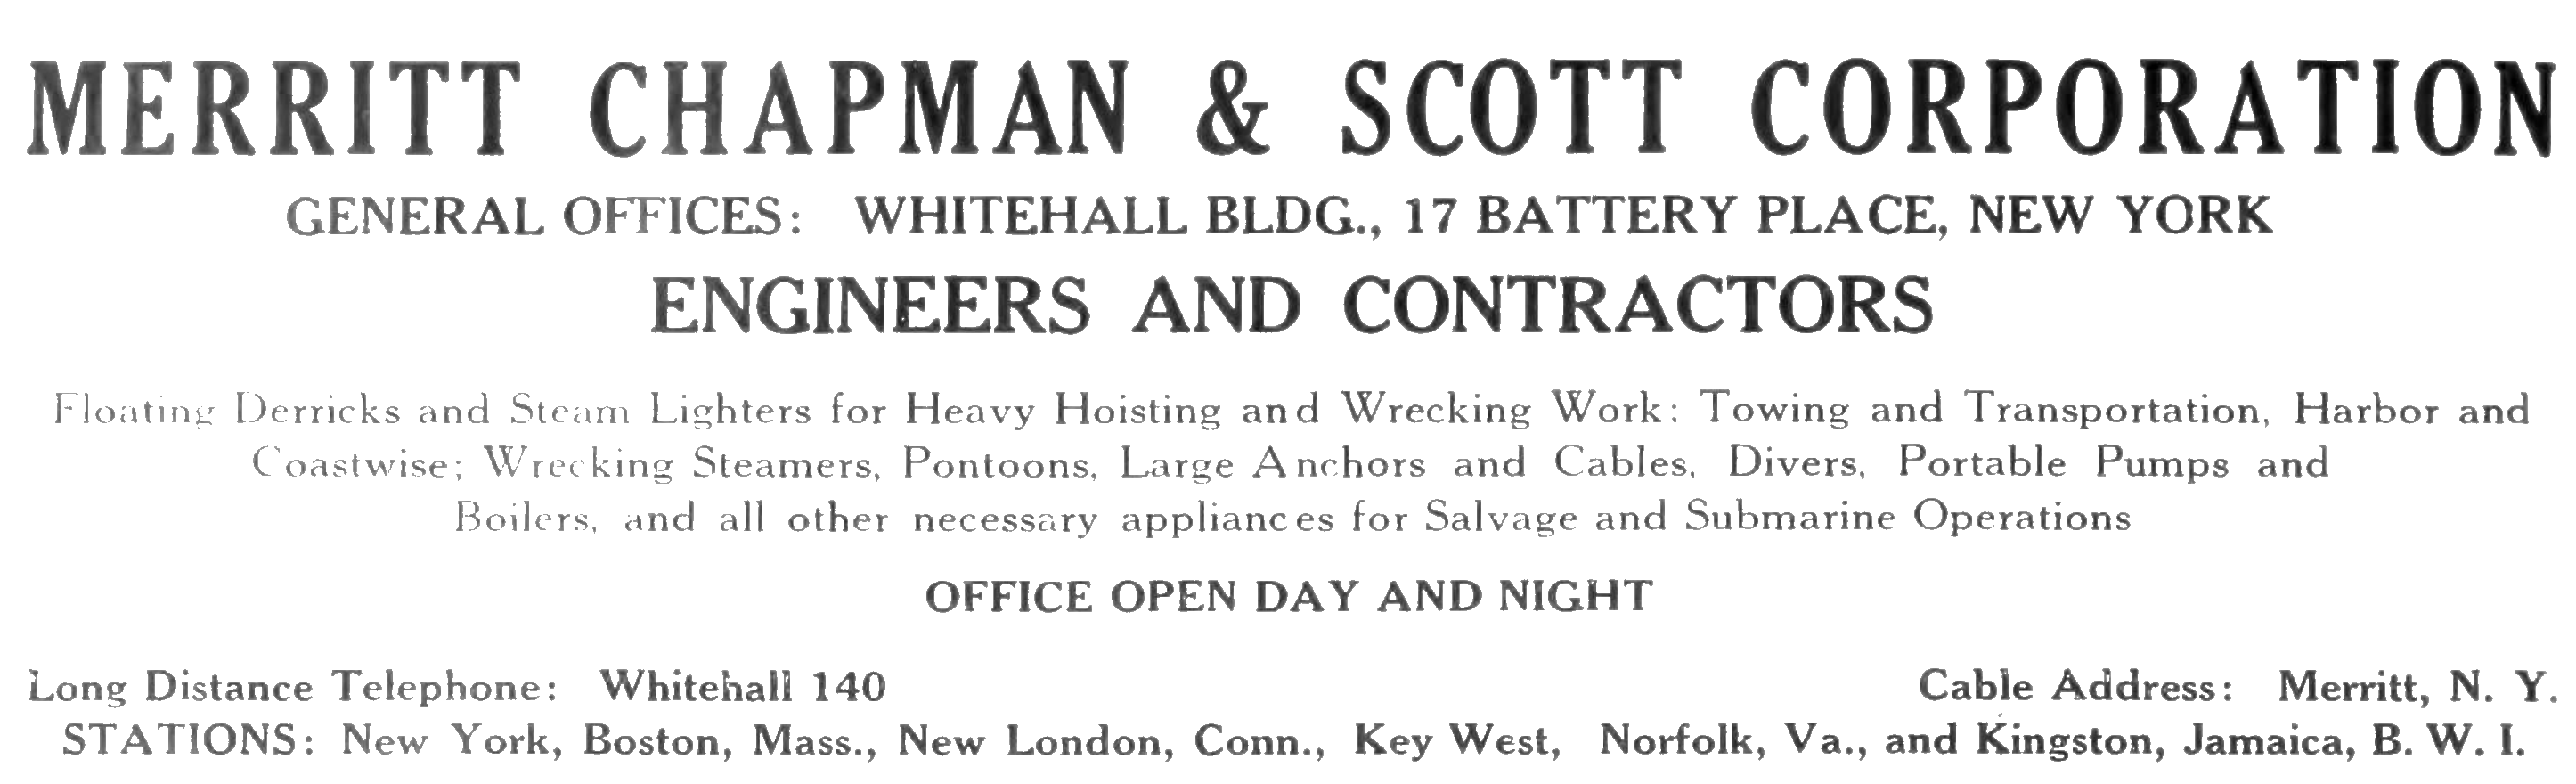 MERRITT CHAPMAN & SCOTT CORPORATION
GENERAL OFFICES: WHITEHALL BLDG., 17 BATTERY PLACE, NEW YORK
ENGINEERS AND CONTRACTORS
Floating Derricks and Steam Lighters for Heavy Hoisting and Wrecking Work; Towing and Transportation, Harbor and
Coastwise; Wrecking Steamers, Pontoons, Large Anchors and Cables, Divers, Portable Pumps and
Boilers, and all other necessary appliances for Salvage and Submarine Operations
OFFICE OPEN DAY AND NIGHT
Long Distance Telephone: Whitehall 140 Cable Address: Merritt, N. Y.
STATIONS: New York, Boston, Mass., New London, Conn., Key West, Norfolk, Va., and Kingston, Jamaica, B. W. I.